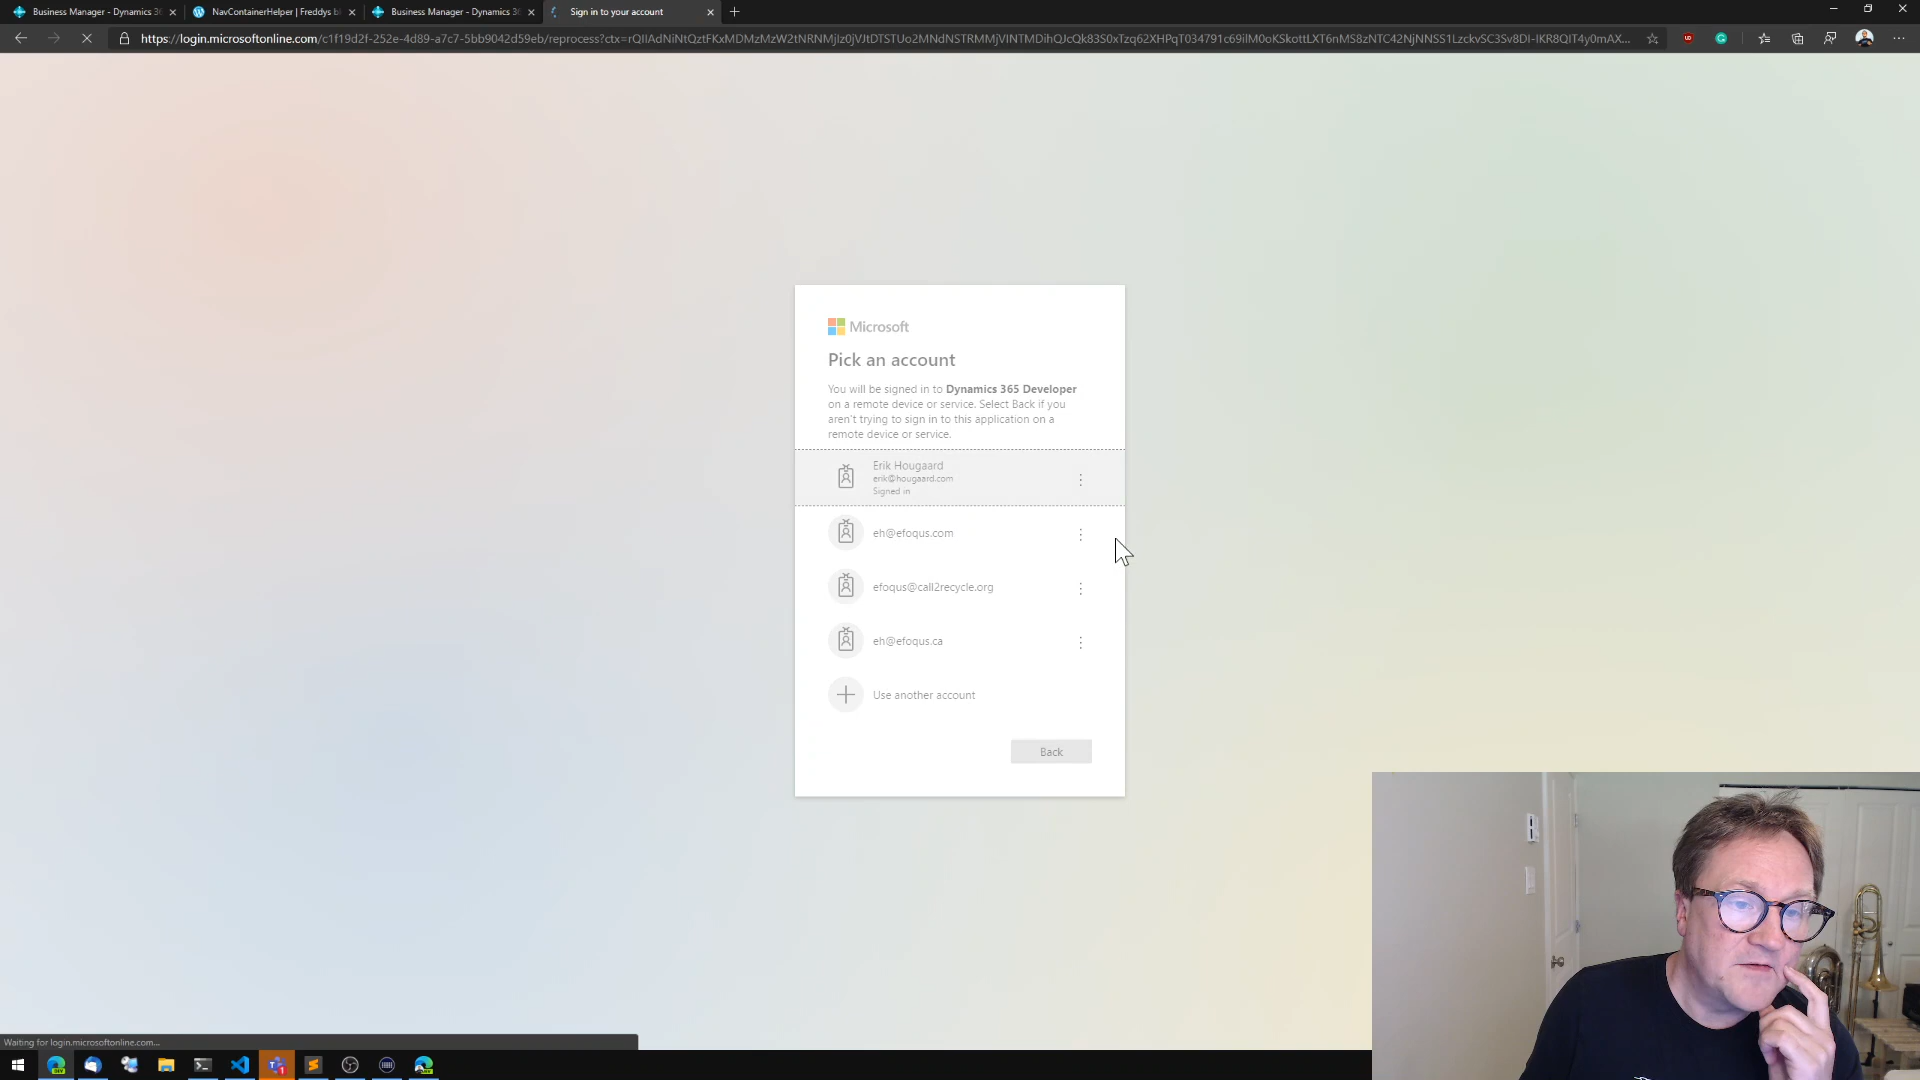 Business Manager - Dynamics 36
NavContainerHelper | Freddys bl
Business Manager - Dynamics 36
Sign in to your account
Microsoft
Pick an account
You will be signed in to Dynamics 365 Developer
on a remote device or service. Select Back if you
aren't trying to sign in to this application on a
remote device or service.
Erik Hougaard
erik@hougaard.com
Signed in
eh@efoqus.com
efoqus@call2recycle.org
eh@efoqus.ca
Use another account
Back
Waiting for login.microsoftonline.com...